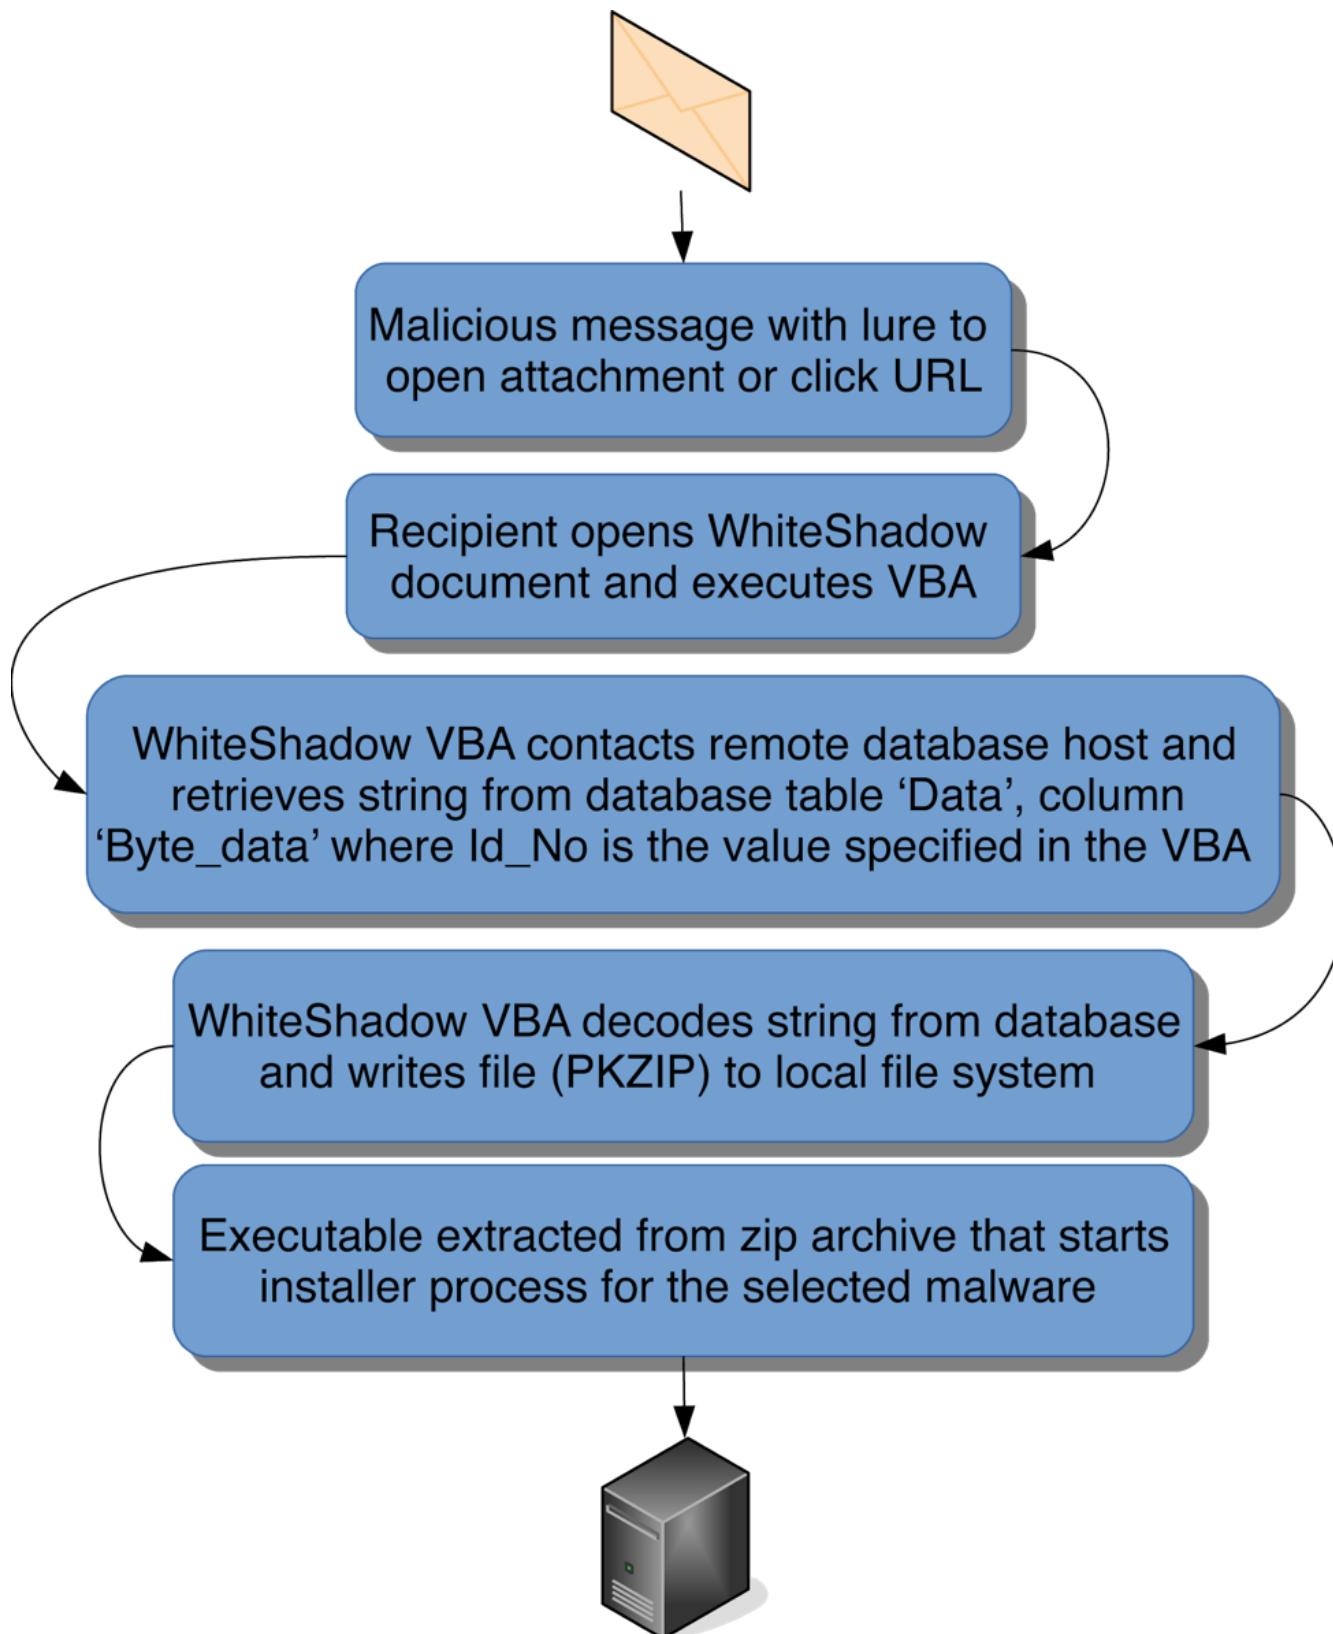 Malicious message with lure to
open attachment or click URL
Recipient opens WhiteShadow
document and executes VBA
WhiteShadow VBA contacts remote database host and
retrieves string from database table ‘Data’, column
‘Byte_data’ where Id_No is the value specified in the VBA
WhiteShadow VBA decodes string from database
and writes file (PKZIP) to local file system
Executable extracted from zip archive that starts
installer process for the selected malware